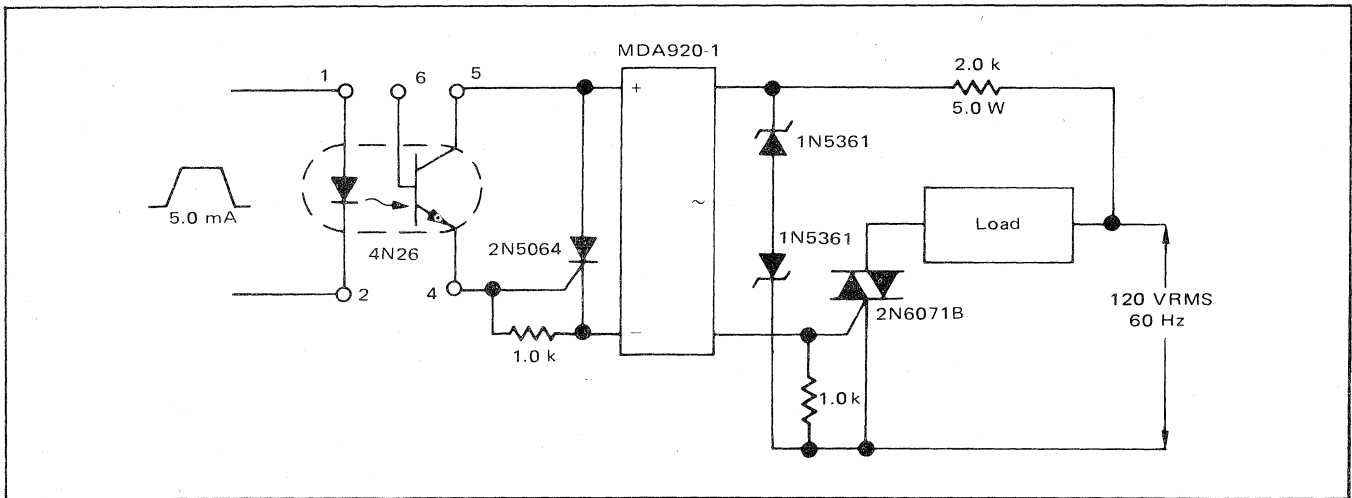 MDA920-1
1
6
5
2.0 k
5.0 W
+
1N5361
~
5.0 mA
4N26
2N5064
1N5361
Load
2
4
2N6071B
120 VRMS
60 Hz
−
1.0 k
1.0 k